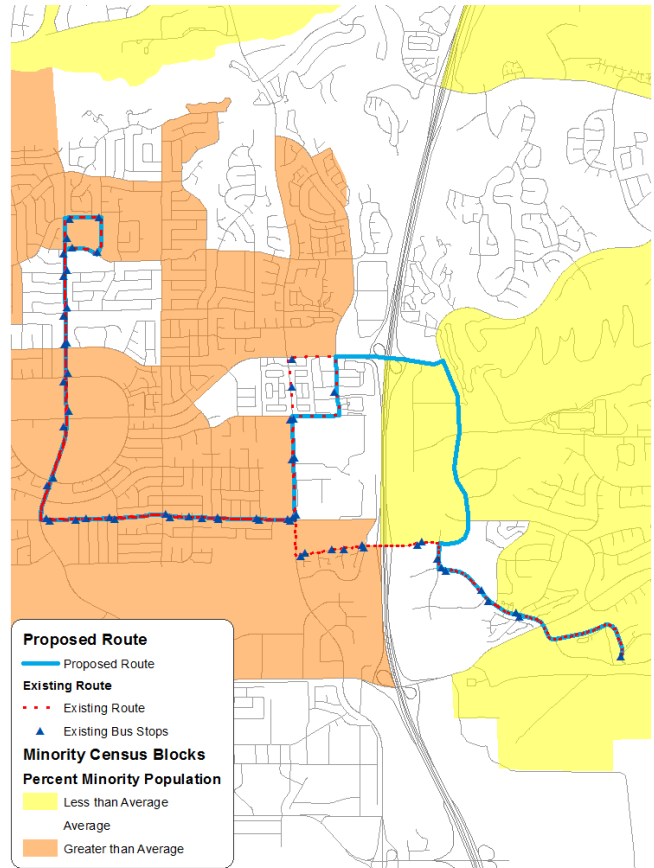 Proposed Route
Proposed Route
Existing Route
Existing Route
Existing Bus Stops
Minority Census Blocks
Percent Minority Population
Less than Average
Average
Greater than Average